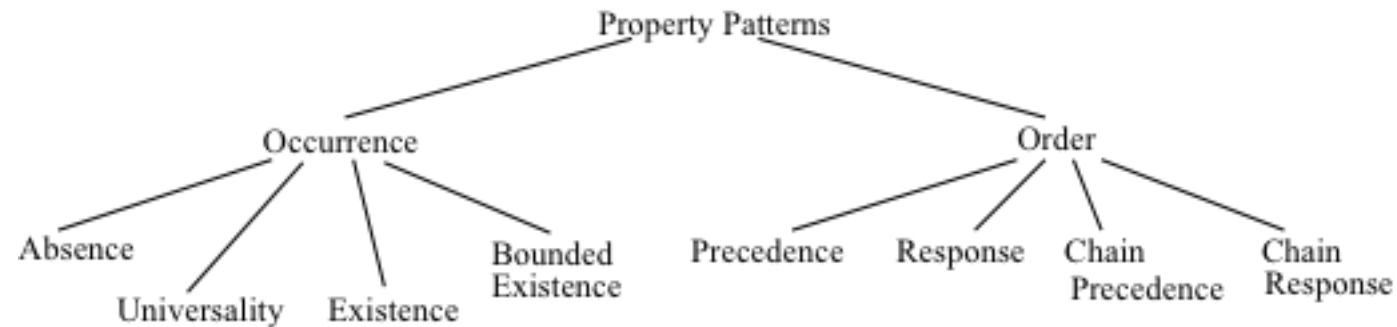 Property Patterns
Occurrence
Order
Absence
Universality
Existence
Bounded
Existence
Precedence
Response
Chain
Precedence
Chain
Response